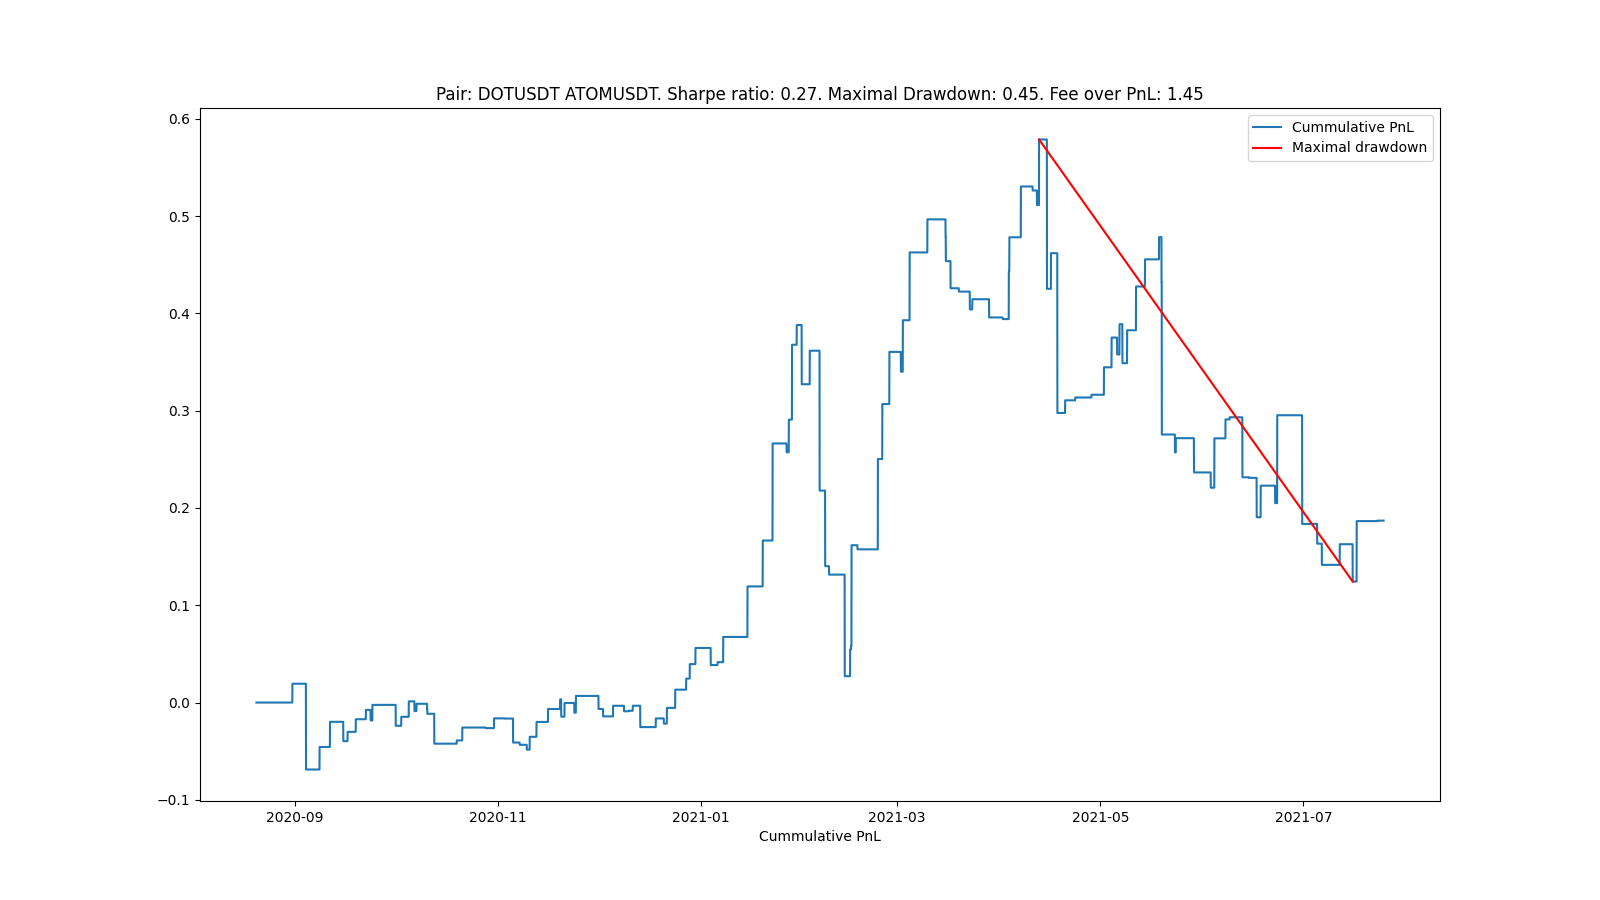 Pair: DOTUSDT ATOMUSDT. Sharpe ratio: 0.27. Maximal Drawdown: 0.45. Fee over PnL: 1.45
Cummulative PnL
Maximal drawdown
0.6
0.5
0.4
0.3
0.2
0.1
0.0
−0.1
2020-09 2020-11 2021-01 2021-03 2021-05 2021-07
Cummulative PnL